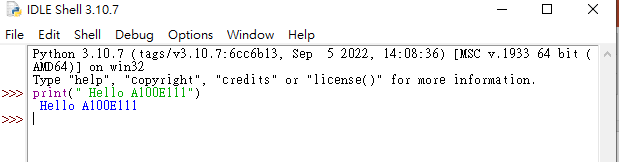 IDLE Shell 3.10.7
File Edit Shell Debug Options Window Help
Python 3.10.7 (tags/v3.10.7:6cc6b13, Sep  5 2022, 14:08:36) [MSC v.1933 64 bit (
AMD64)] on win32
Type "help", "copyright", "credits" or "license()" for more information.
>>> print(" Hello A100E111")
 Hello A100E111
>>>